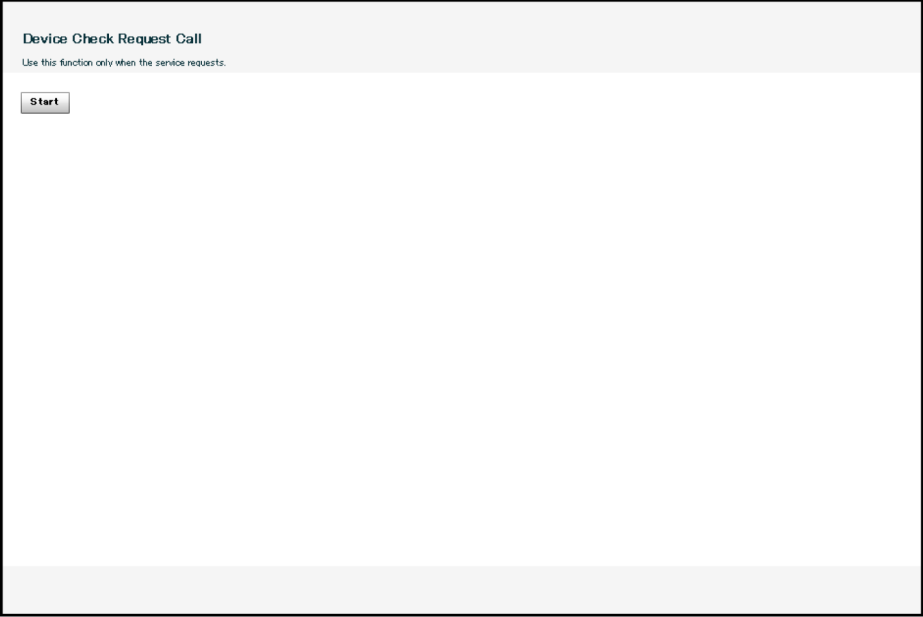 Device Check Request Call
Use this function only when the service requests.
Start